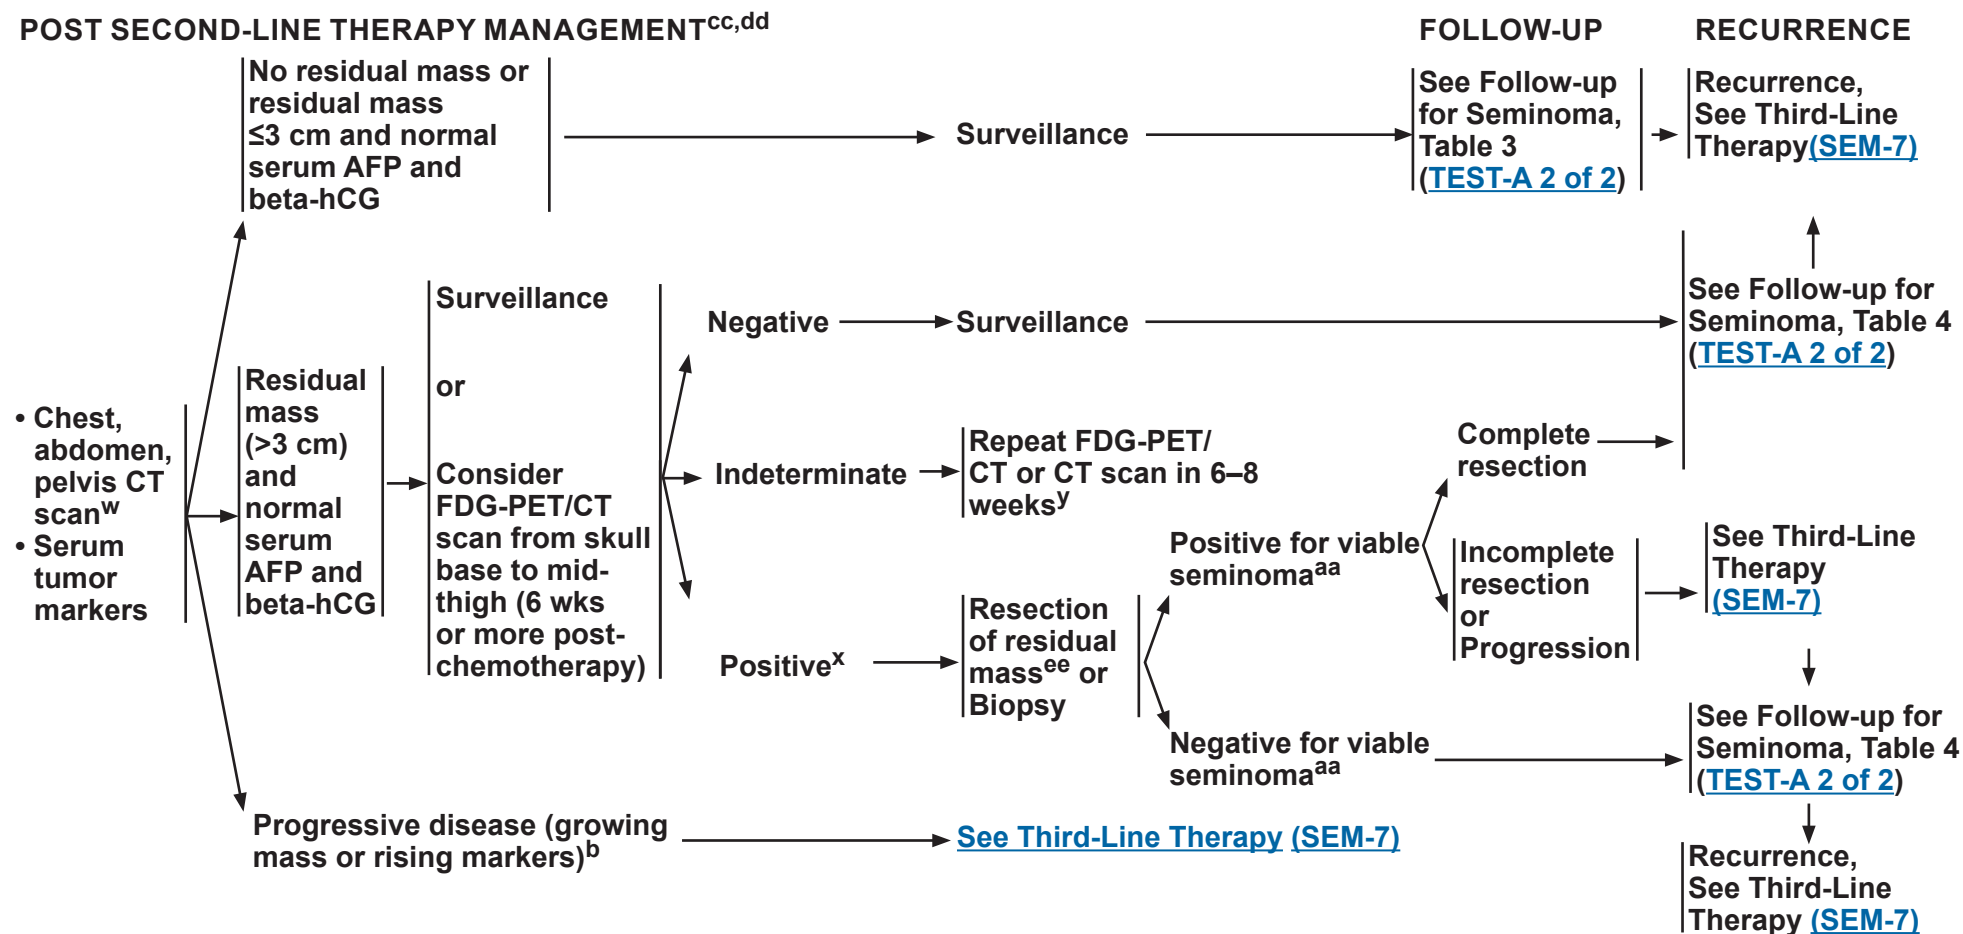 POST SECOND-LINE THERAPY MANAGEMENTcc,dd
FOLLOW-UP
RECURRENCE
No residual mass or
residual mass
≤3 cm and normal
serum AFP and
beta-hCG
Surveillance
See Follow-up
for Seminoma,
Table 3
(TEST-A 2 of 2)
Recurrence,
See Third-Line
Therapy(SEM-7)
• Chest,
abdomen,
pelvis CT
scanw
• Serum
tumor
markers
Residual
mass
(>3 cm)
and
normal
serum
AFP and
beta-hCG
Surveillance
or
Consider
FDG-PET/CT
scan from skull
base to mid-
thigh (6 wks
or more post-
chemotherapy)
Negative
Surveillance
See Follow-up for
Seminoma, Table 4
(TEST-A 2 of 2)
Indeterminate
Repeat FDG-PET/
CT or CT scan in 6–8
weeksy
Positivex
Resection
of residual
massee or
Biopsy
Positive for viable
seminomaaa
Complete
resection
Incomplete
resection
or
Progression
See Third-Line
Therapy
(SEM-7)
Negative for viable
seminomaaa
See Follow-up for
Seminoma, Table 4
(TEST-A 2 of 2)
Recurrence,
See Third-Line
Therapy (SEM-7)
Progressive disease (growing
mass or rising markers)b
See Third-Line Therapy (SEM-7)